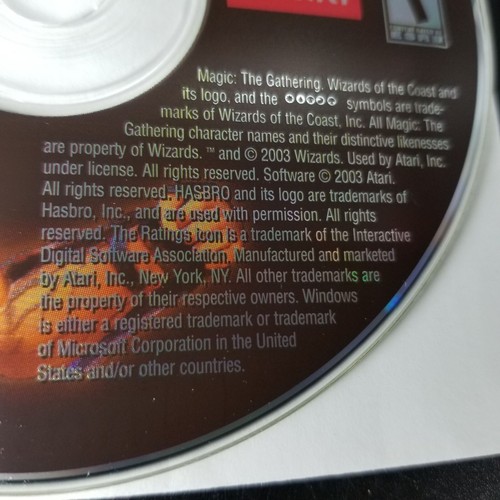 Magic: The Gathering. Wizards of the Coast and
its logo, and the symbols are trade-
marks of Wizards of the Coast, Inc. All Magic: The
Gathering character names and their distinctive likenesses
are property of Wizards. ™ and © 2003 Wizards. Used by Atari, Inc.
under license. All rights reserved. Software © 2003 Atari.
All rights reserved. HASBRO and its logo are trademarks of
Hasbro, Inc., and are used with permission. All rights
reserved. The Ratings Icon is a trademark of the Interactive
Digital Software Association. Manufactured and marketed
by Atari, Inc., New York, NY. All other trademarks are
the property of their respective owners. Windows
is either a registered trademark or trademark
of Microsoft Corporation in the United
States and/or other countries.